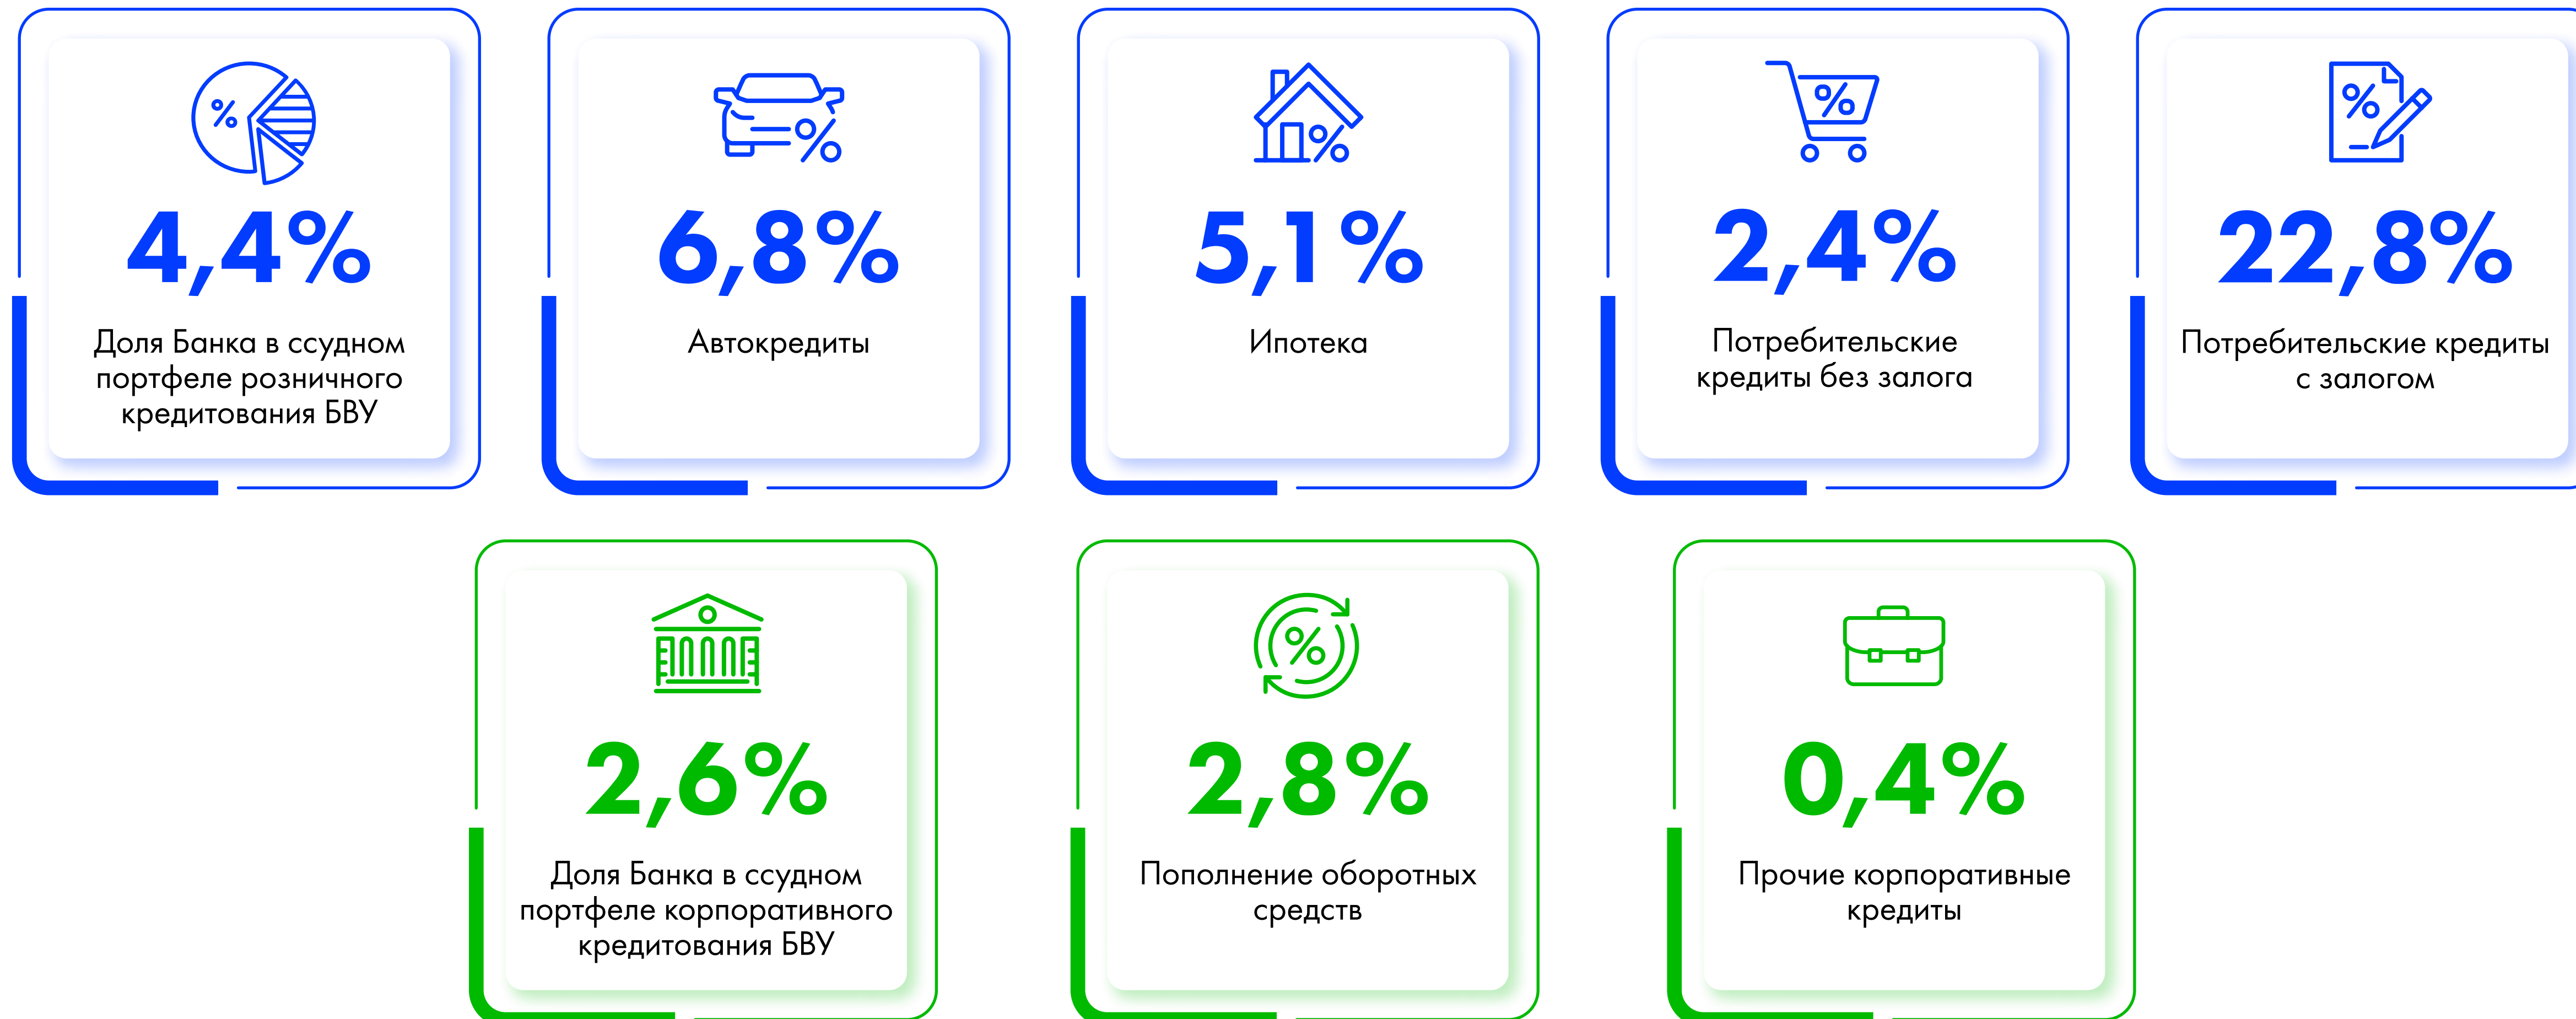 4,4%
Доля Банка в ссудном
портфеле розничного
кредитования БВУ
6,8%
Автокредиты
5,1%
Ипотека
2,4%
Потребительские
кредиты без залога
22,8%
Потребительские кредиты
с залогом
2,6%
Доля Банка в ссудном
портфеле корпоративного
кредитования БВУ
2,8%
Пополнение оборотных
средств
0,4%
Прочие корпоративные
кредиты